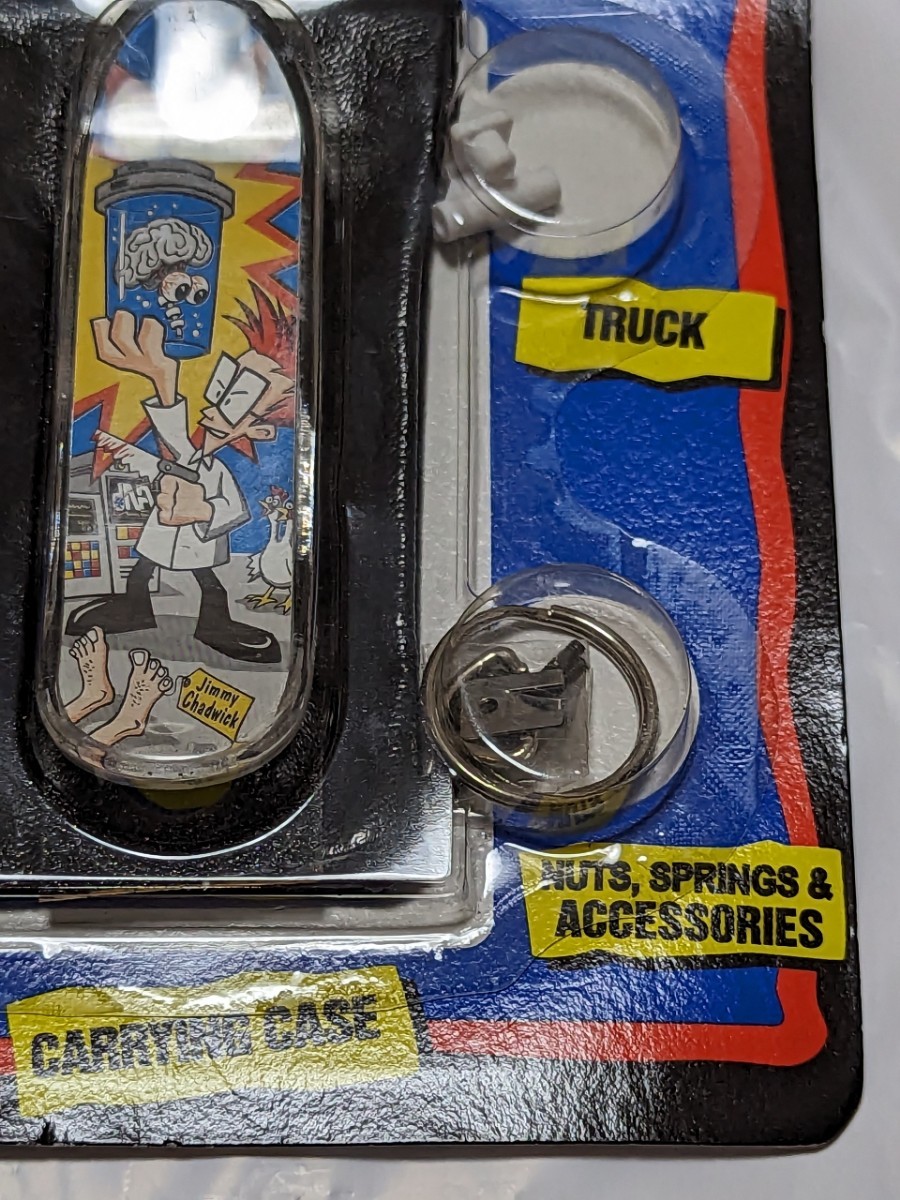 TRUCK
Jimmy
Chadwick
NUTS, SPRINGS &
ACCESSORIES
CARRYING CASE